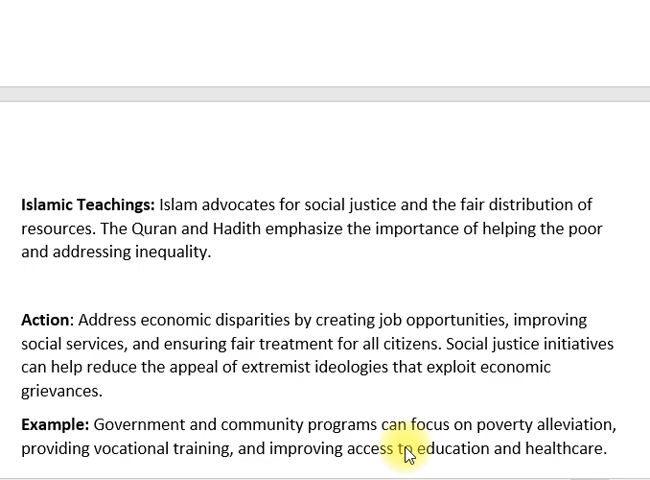 Islamic Teachings: Islam advocates for social justice and the fair distribution of
resources. The Quran and Hadith emphasize the importance of helping the poor
and addressing inequality.
Action: Address economic disparities by creating job opportunities, improving
social services, and ensuring fair treatment for all citizens. Social justice initiatives
can help reduce the appeal of extremist ideologies that exploit economic
grievances.
Example: Government and community programs can focus on poverty alleviation,
providing vocational training, and improving access to education and healthcare.